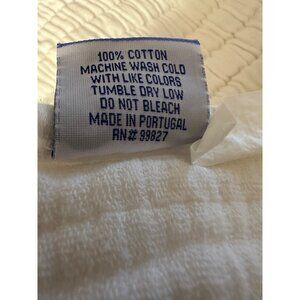 100% COTTON
MACHINE WASH COLD
WITH LIKE COLORS
TUMBLE DRY LOW
DO NOT BLEACH
MADE IN PORTUGAL
RN# 99827